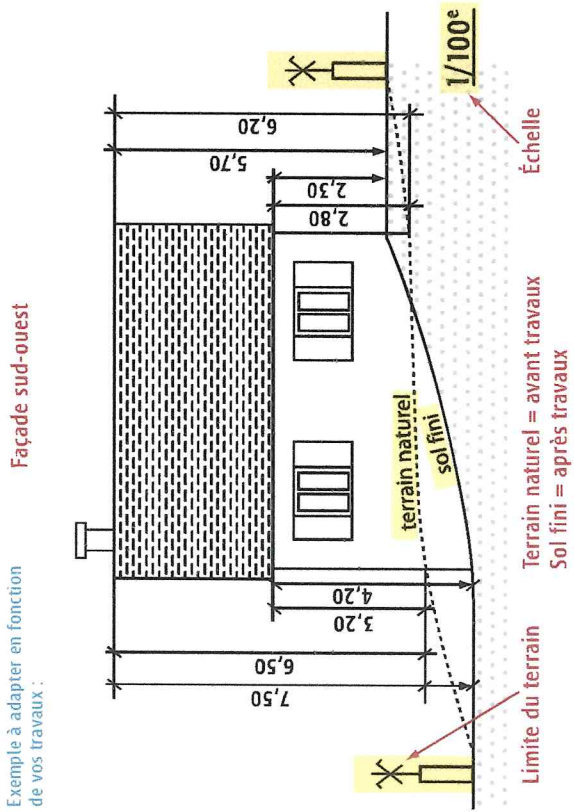 Exemple à adapter en fonction
de vos travaux :
Façade sud-ouest
7,50
6,50
3,20
4,20
2,80
2,30
5,70
6,20
terrain naturel
sol fini
1/100e
Limite du terrain
Terrain naturel = avant travaux
Sol fini = après travaux
Échelle